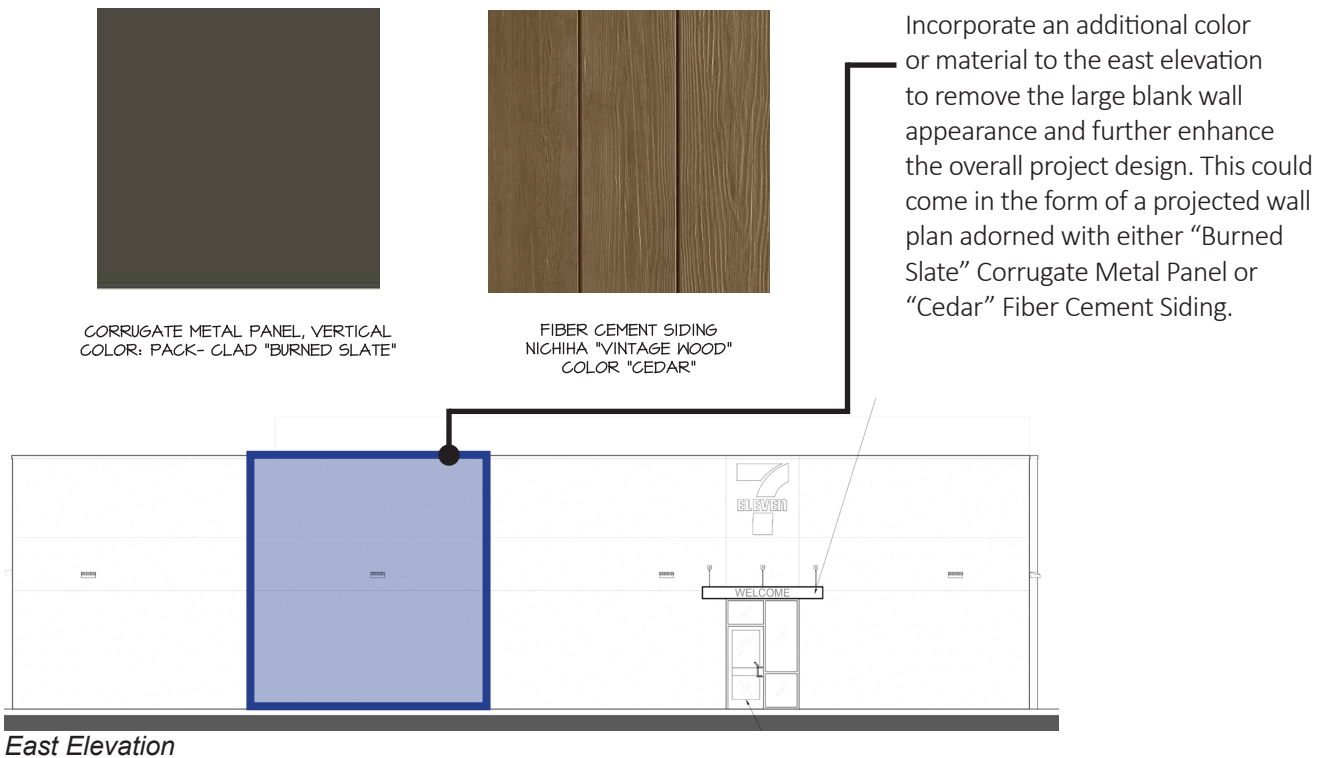 Incorporate an additional color
or material to the east elevation
to remove the large blank wall
appearance and further enhance
the overall project design. This could
come in the form of a projected wall
plan adorned with either “Burned
Slate” Corrugate Metal Panel or
“Cedar” Fiber Cement Siding.
CORRUGATE METAL PANEL, VERTICAL
COLOR: PACK- CLAD "BURNED SLATE"
FIBER CEMENT SIDING
NICHIHA "VINTAGE WOOD"
COLOR "CEDAR"
7
ELEVEN
WELCOME
East Elevation